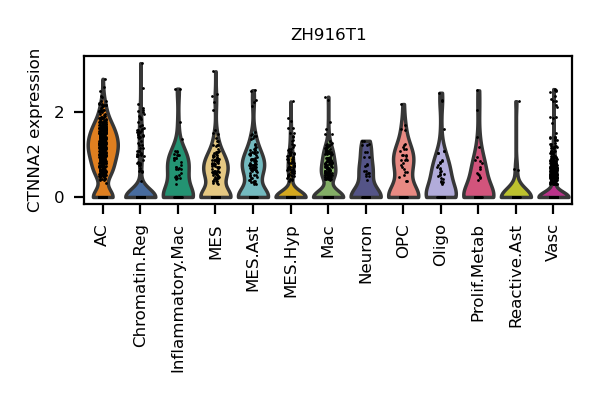 ZH916T1
CTNNA2 expression
2
0
AC
Chromatin.Reg
Inflammatory.Mac
MES
MES.Ast
MES.Hyp
Mac
Neuron
OPC
Oligo
Prolif.Metab
Reactive.Ast
Vasc